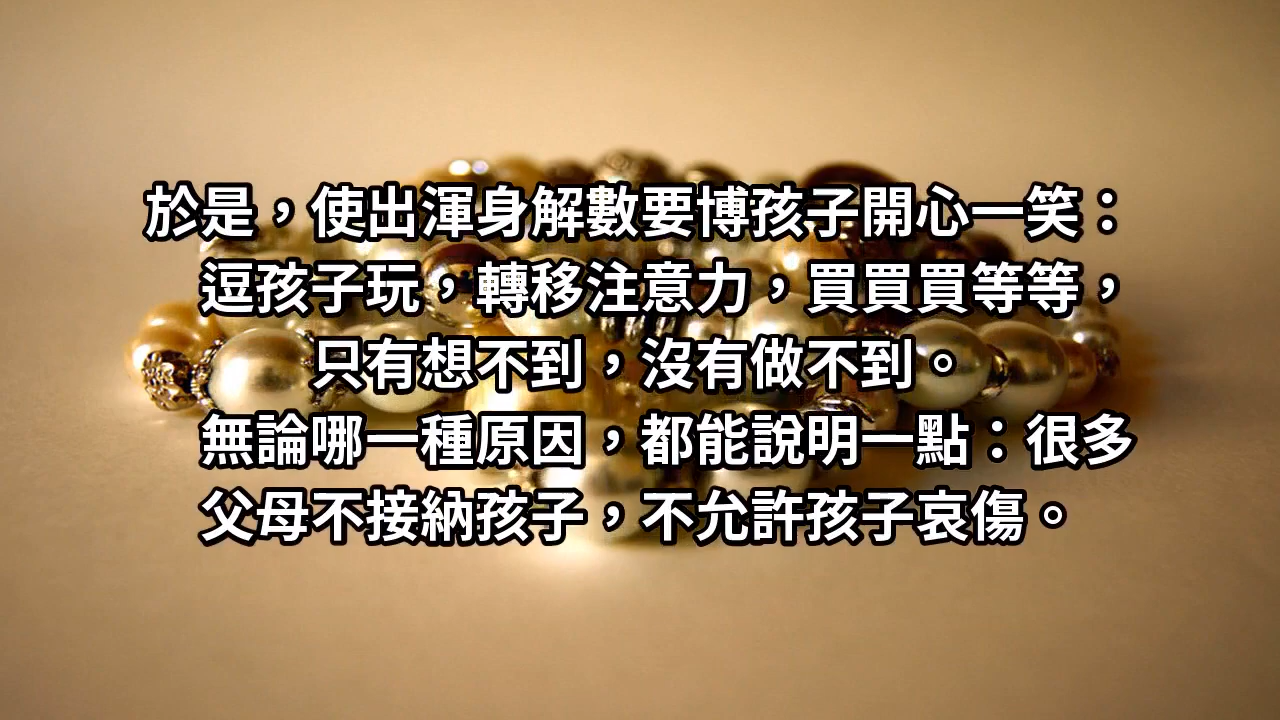 於是，使出渾身解數要博孩子開心一笑：
逗孩子玩，轉移注意力，買買買等等，
只有想不到，沒有做不到。
無論哪一種原因，都能說明一點：很多
父母不接納孩子，不允許孩子哀傷。